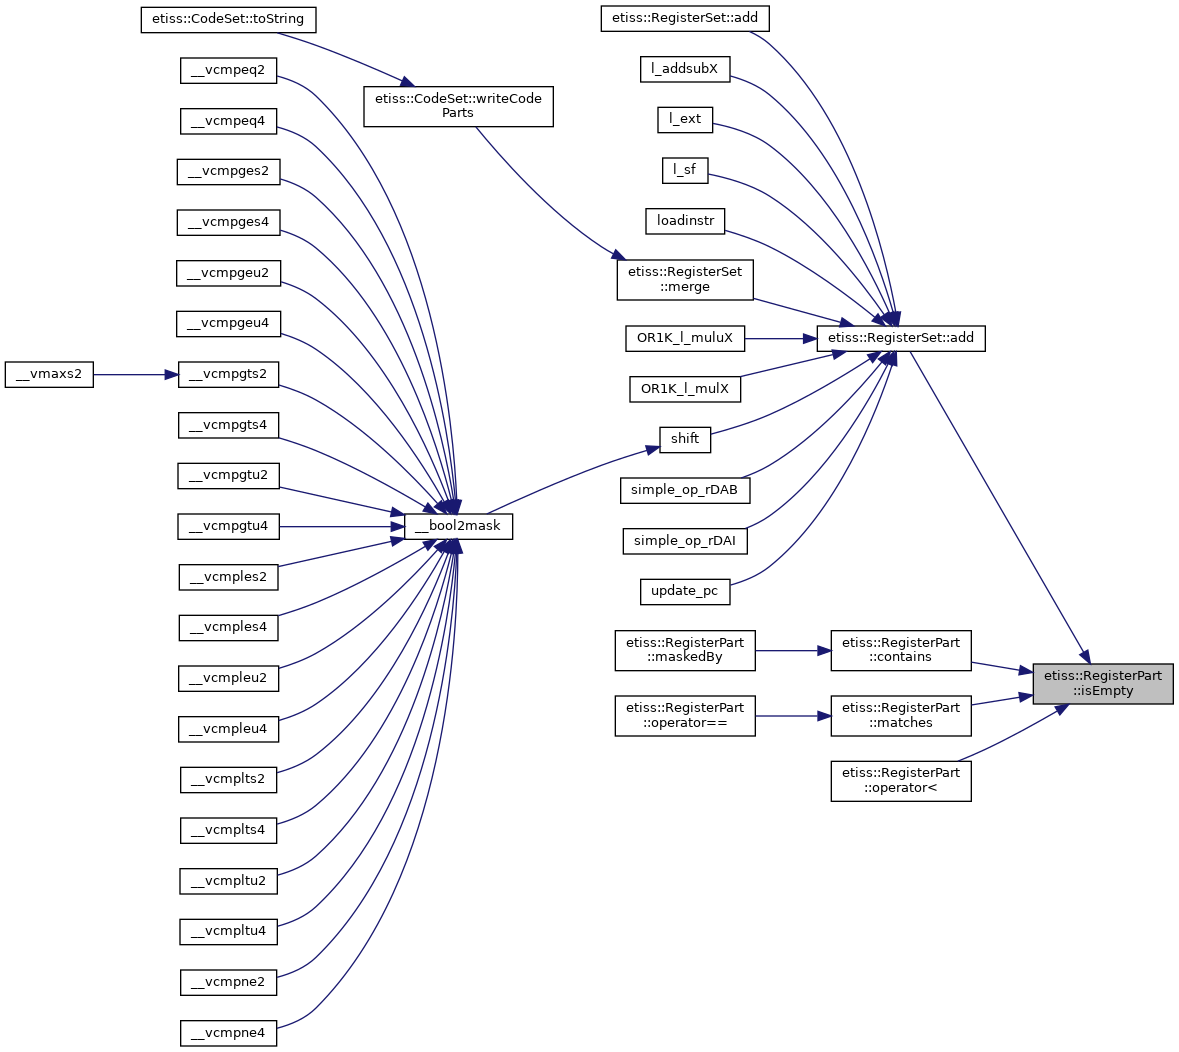 etiss::CodeSet::toString
etiss::RegisterSet::add
__vcmpeq2
l_addsubX
etiss::CodeSet::writeCode
Parts
__vcmpeq4
l_ext
__vcmpges2
l_sf
__vcmpges4
loadinstr
__vcmpgeu2
etiss::RegisterSet
::merge
__vcmpgeu4
OR1K_l_muluX
etiss::RegisterSet::add
__vmaxs2
__vcmpgts2
OR1K_l_mulX
__vcmpgts4
shift
__vcmpgtu2
simple_op_rDAB
__vcmpgtu4
__bool2mask
simple_op_rDAI
__vcmples2
update_pc
__vcmples4
etiss::RegisterPart
::maskedBy
etiss::RegisterPart
::contains
__vcmpleu2
etiss::RegisterPart
::isEmpty
__vcmpleu4
etiss::RegisterPart
::operator==
etiss::RegisterPart
::matches
__vcmplts2
etiss::RegisterPart
::operator<
__vcmplts4
__vcmpltu2
__vcmpltu4
__vcmpne2
__vcmpne4